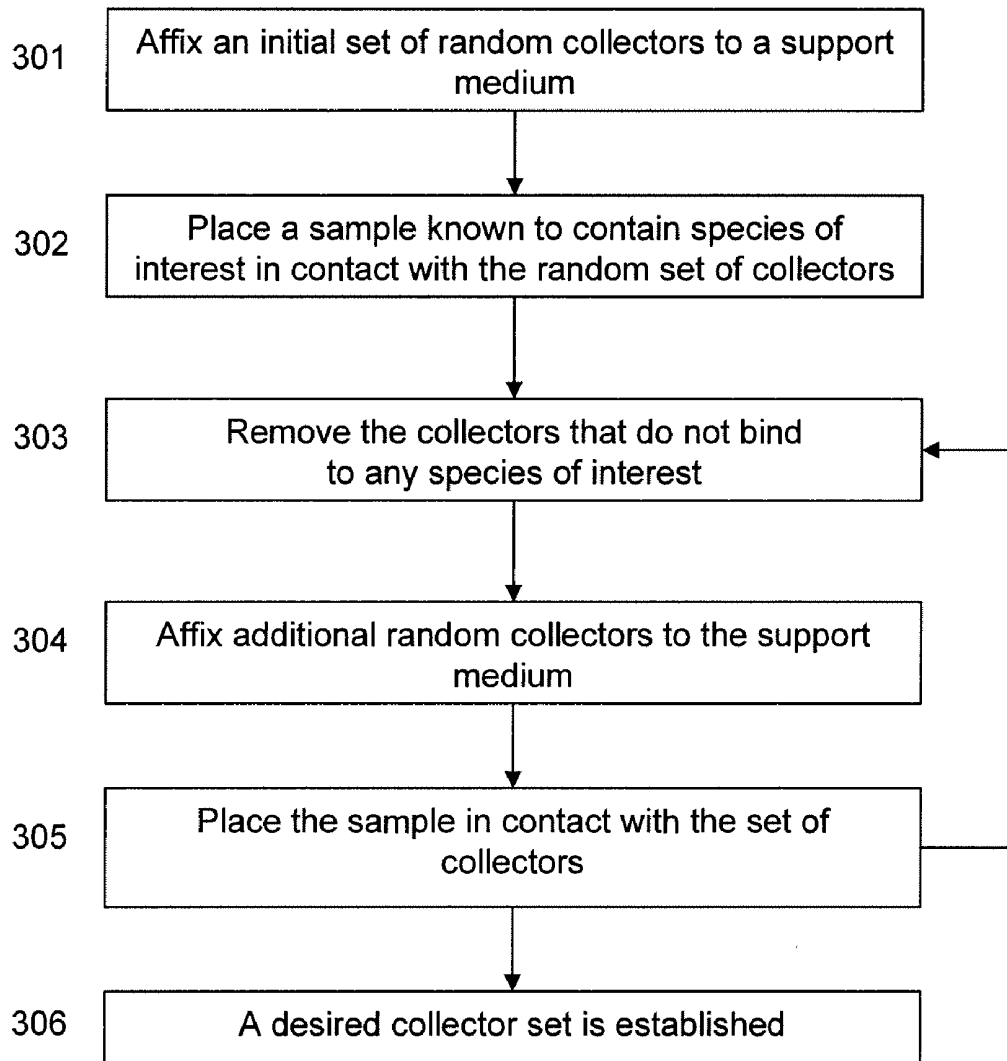 301
Affix an initial set of random collectors to a support
medium
302
Place a sample known to contain species of
interest in contact with the random set of collectors
303
Remove the collectors that do not bind
to any species of interest
304
Affix additional random collectors to the support
medium
305
Place the sample in contact with the set of
collectors
306
A desired collector set is established